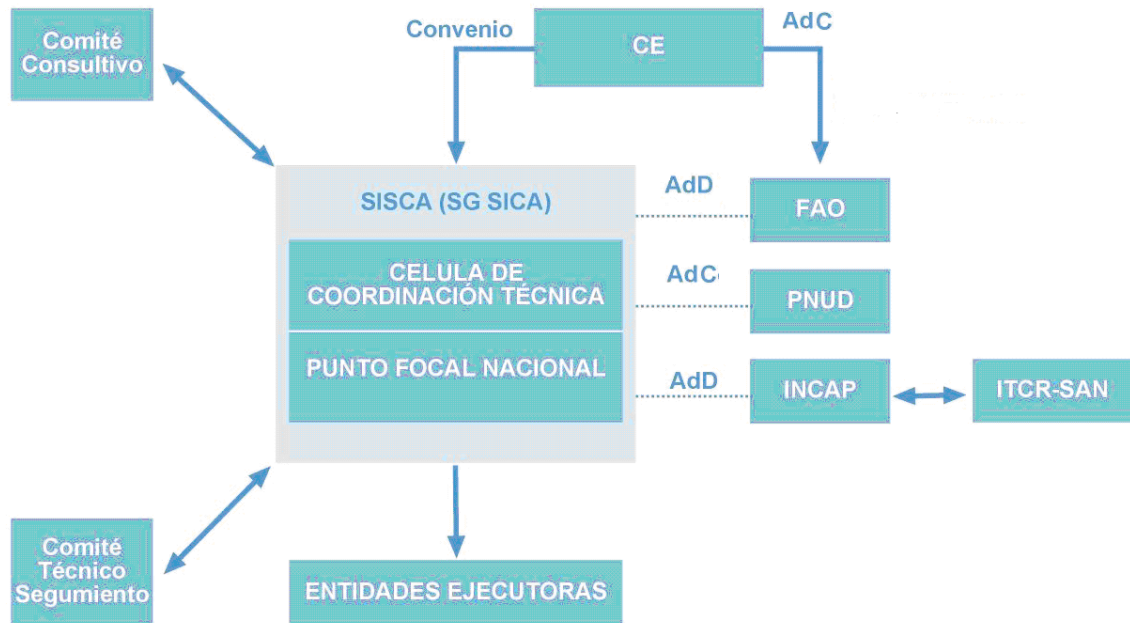 Comité
Consultivo
Convenio
CE
AdC
SISCA (SG SICA)
AdD
FAO
CELULA DE
COORDINACIÓN TÉCNICA
AdC
PNUD
PUNTO FOCAL NACIONAL
AdD
INCAP
ITCR-SAN
Comité
Técnico
Segumiento
ENTIDADES EJECUTORAS